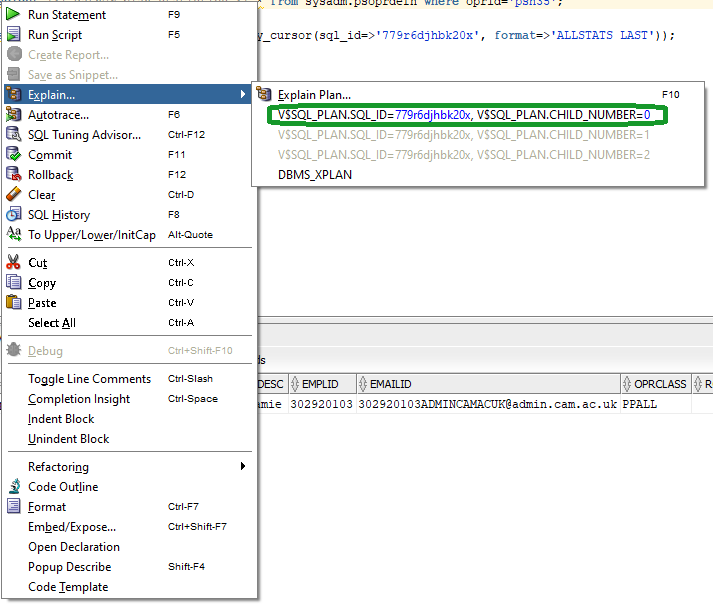 from sysadm.psoprdefn where oprid='psh35';
Run Statement F9
Run Script F5
y_cursor(sql_id=>'779r6djhbk20x', format=>'ALLSTATS LAST'));
Create Report...
Save as Snippet...
Explain...
Explain Plan... F10
Autotrace... F6
V$SQL_PLAN.SQL_ID=779r6djhbk20x, V$SQL_PLAN.CHILD_NUMBER=0
SQL Tuning Advisor... Ctrl-F12
V$SQL_PLAN.SQL_ID=779r6djhbk20x, V$SQL_PLAN.CHILD_NUMBER=1
Commit F11
V$SQL_PLAN.SQL_ID=779r6djhbk20x, V$SQL_PLAN.CHILD_NUMBER=2
Rollback F12
DBMS_XPLAN
Clear Ctrl-D
SQL History F8
To Upper/Lower/InitCap Alt-Quote
Cut Ctrl-X
Copy Ctrl-C
Paste Ctrl-V
Select All Ctrl-A
Debug Ctrl+Shift-F10
ds
Toggle Line Comments Ctrl-Slash
DESC EMPLID EMAILID OPRCLASS R
Completion Insight Ctrl-Space
amie 302920103 302920103ADMINCAMACUK@admin.cam.ac.uk PPALL
Indent Block
Unindent Block
Refactoring
Code Outline
Format Ctrl-F7
Embed/Expose... Ctrl+Shift-F7
Open Declaration
Popup Describe Shift-F4
Code Template